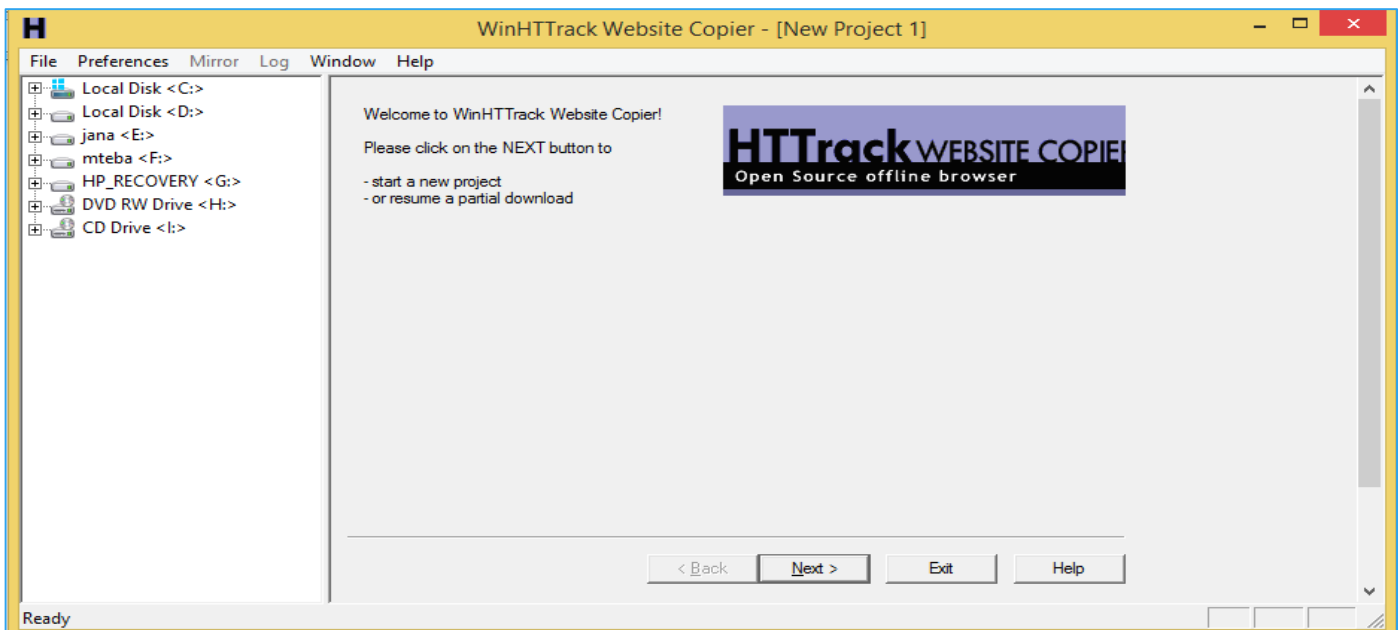 WinHTTrack Website Copier - [New Project 1]
File Preferences Mirror Log Window Help
Local Disk <C:>
Local Disk <D:>
jana <E:>
mteba <F:>
HP_RECOVERY <G:>
DVD RW Drive <H:>
CD Drive <I:>
Welcome to WinHTTrack Website Copier!
Please click on the NEXT button to
- start a new project
- or resume a partial download
HTTrack WEBSITE COPIER
Open Source offline browser
< Back Next > Exit Help
Ready